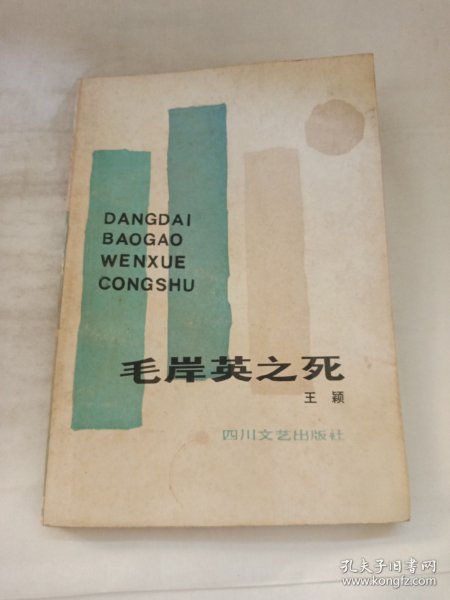 DANGDAI
BAOGAO
WENXUE
CONGSHU
毛岸英之死
王 颖
四川文艺出版社
孔夫子旧书网
www.kongfz.com